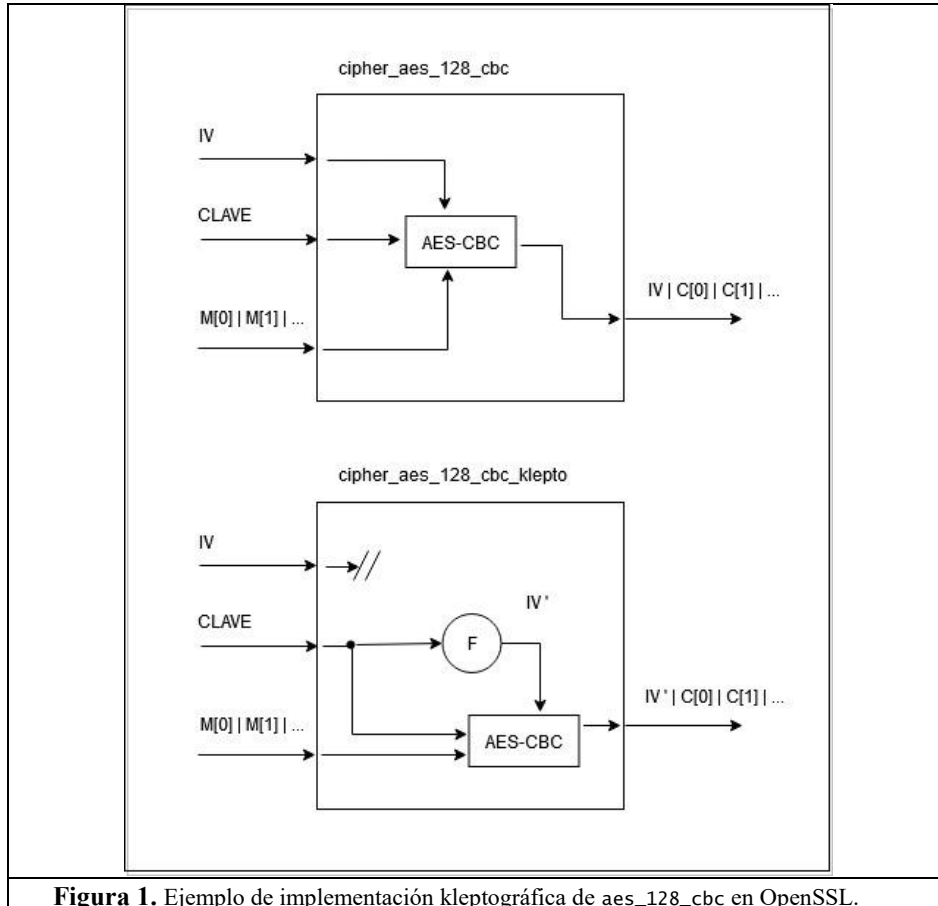 cipher_aes_128_cbc
IV
CLAVE
AES-CBC
IV | C[0] | C[1] | ...
M[0] | M[1] | ...
cipher_aes_128_cbc_klepto
IV
IV '
CLAVE
F
IV ' | C[0] | C[1] | ...
M[0] | M[1] | ...
AES-CBC
Figura 1. Ejemplo de implementación kleptográfica de aes_128_cbc en OpenSSL.